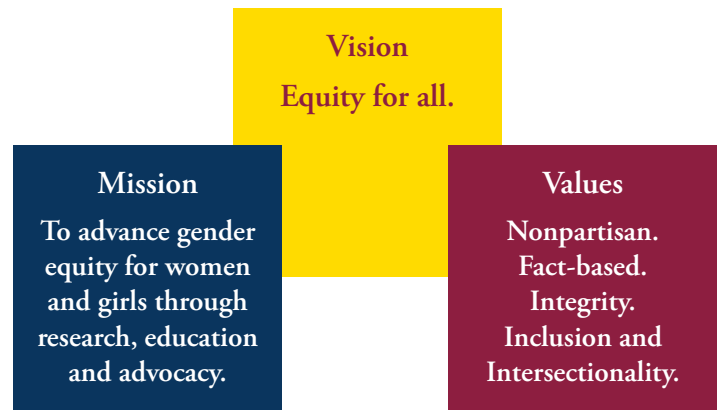 Vision
Equity for all.
Mission
To advance gender
equity for women
and girls through
research, education
and advocacy.
Values
Nonpartisan.
Fact-based.
Integrity.
Inclusion and
Intersectionality.